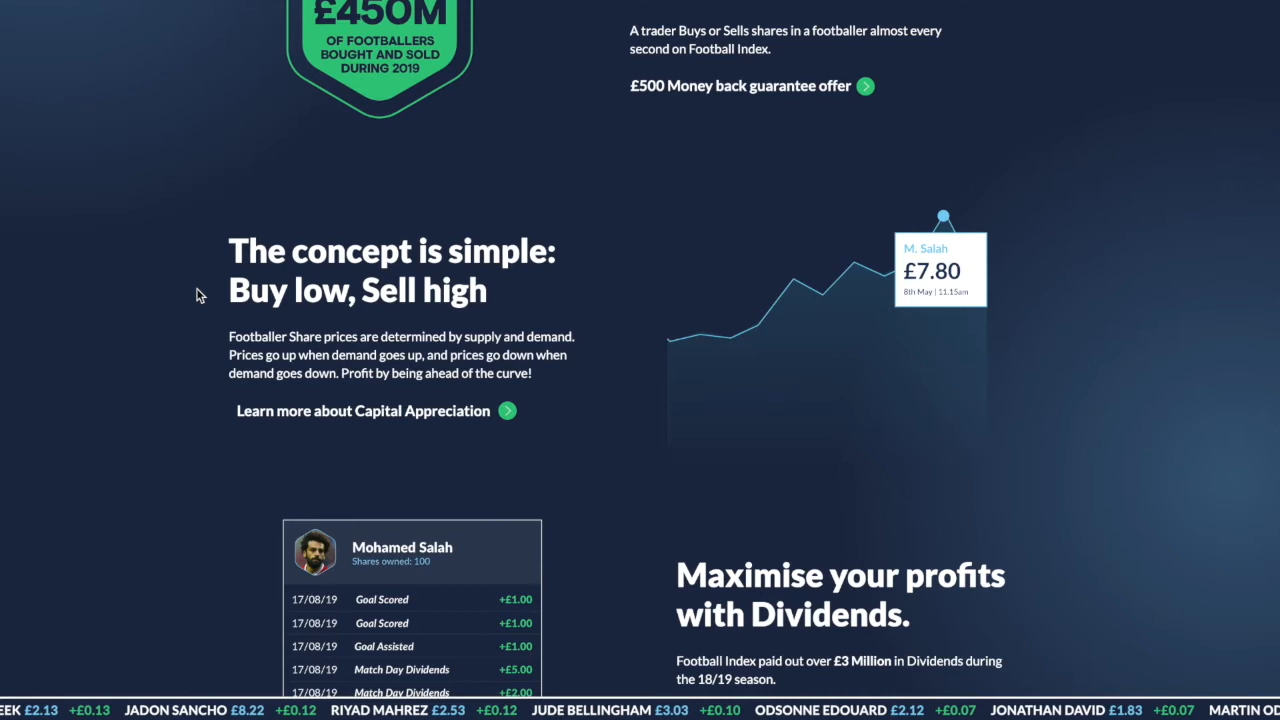 £450M
OF FOOTBALLERS
BOUGHT AND SOLD
DURING 2019
A trader Buys or Sells shares in a footballer almost every
second on Football Index.
£500 Money back guarantee offer
The concept is simple:
Buy low, Sell high
Footballer Share prices are determined by supply and demand.
Prices go up when demand goes up, and prices go down when
demand goes down. Profit by being ahead of the curve!
Learn more about Capital Appreciation
M. Salah
£7.80
8th May | 11.15am
Mohamed Salah
Shares owned: 100
17/08/19 Goal Scored +£1.00
17/08/19 Goal Scored +£1.00
17/08/19 Goal Assisted +£1.00
17/08/19 Match Day Dividends +£5.00
17/08/19 Match Day Dividends +£2.00
Maximise your profits
with Dividends.
Football Index paid out over £3 Million in Dividends during
the 18/19 season.
EEK £2.13 +£0.13 JADON SANCHO £8.22 +£0.12 RIYAD MAHREZ £2.53 +£0.12 JUDE BELLINGHAM £3.03 +£0.10 ODSONNE EDOUARD £2.12 +£0.07 JONATHAN DAVID £1.83 +£0.07 MARTIN OD